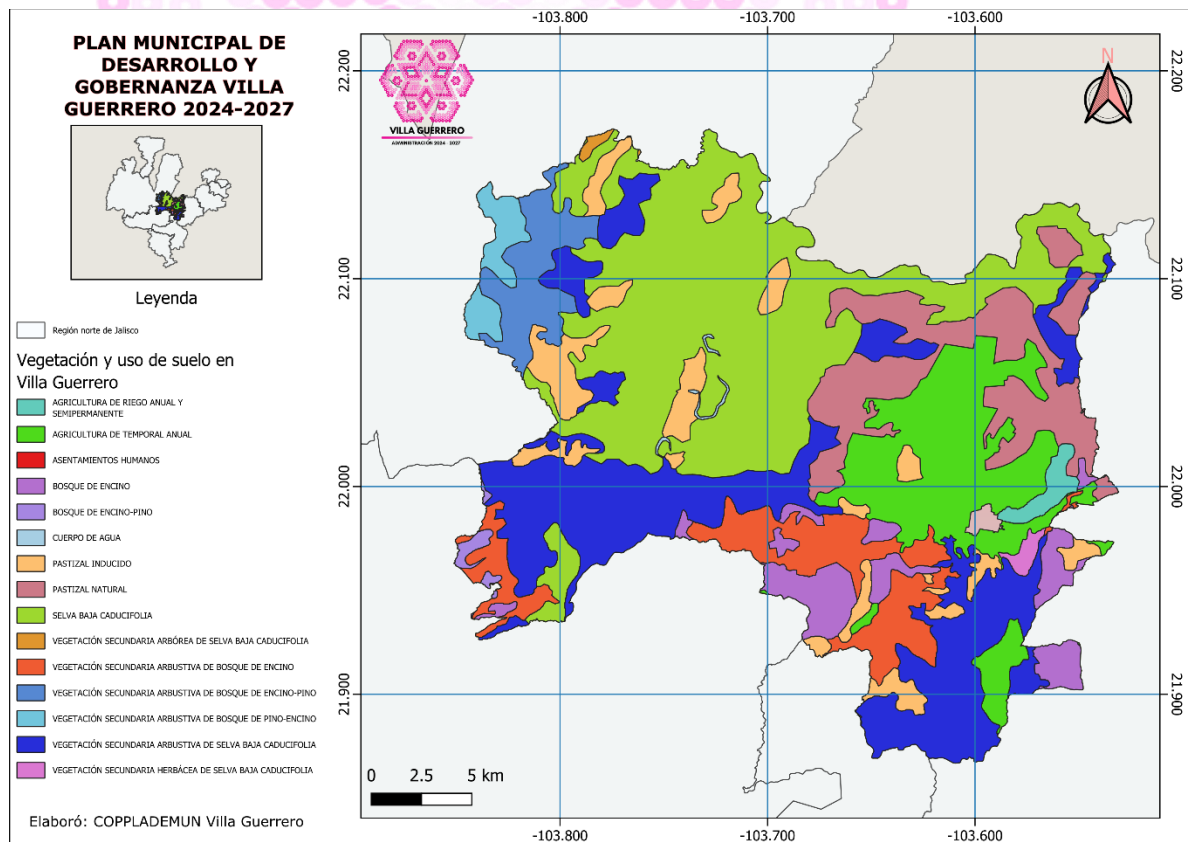 PLAN MUNICIPAL DE
DESARROLLO Y
GOBERNANZA VILLA
GUERRERO 2024-2027
Leyenda
Región norte de Jalisco
Vegetación y uso de suelo en
Villa Guerrero
AGRICULTURA DE RIEGO ANUAL Y
SEMIPERMANENTE
AGRICULTURA DE TEMPORAL ANUAL
ASENTAMIENTOS HUMANOS
BOSQUE DE ENCINO
BOSQUE DE ENCINO-PINO
CUERPO DE AGUA
PASTIZAL INDUCIDO
PASTIZAL NATURAL
SELVA BAJA CADUCIFOLIA
VEGETACIÓN SECUNDARIA ARBÓREA DE SELVA BAJA CADUCIFOLIA
VEGETACIÓN SECUNDARIA ARBUSTIVA DE BOSQUE DE ENCINO
VEGETACIÓN SECUNDARIA ARBUSTIVA DE BOSQUE DE ENCINO-PINO
VEGETACIÓN SECUNDARIA ARBUSTIVA DE BOSQUE DE PINO-ENCINO
VEGETACIÓN SECUNDARIA ARBUSTIVA DE SELVA BAJA CADUCIFOLIA
VEGETACIÓN SECUNDARIA HERBÁCEA DE SELVA BAJA CADUCIFOLIA
Elaboró: COPPLADEMUN Villa Guerrero
-103.800 -103.700 -103.600
VILLA GUERRERO
ADMINISTRACIÓN 2024 - 2027
N
22.200 22.200
22.100 22.100
22.000 22.000
21.900 21.900
0 2.5 5 km
-103.800 -103.700 -103.600